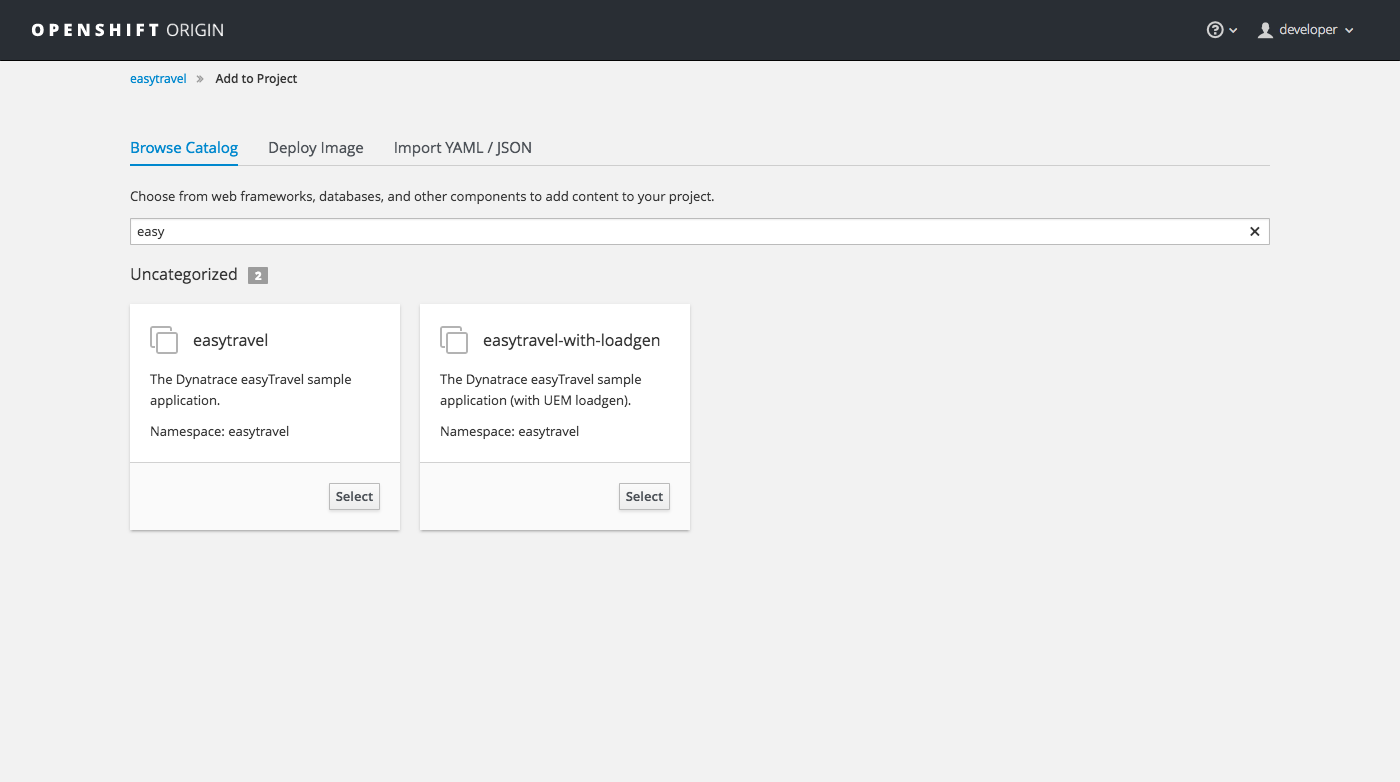 OPENSHIFT ORIGIN
developer
easytravel » Add to Project
Browse Catalog Deploy Image Import YAML / JSON
Choose from web frameworks, databases, and other components to add content to your project.
easy
Uncategorized 2
easytravel
The Dynatrace easyTravel sample
application.
Namespace: easytravel
Select
easytravel-with-loadgen
The Dynatrace easyTravel sample
application (with UEM loadgen).
Namespace: easytravel
Select